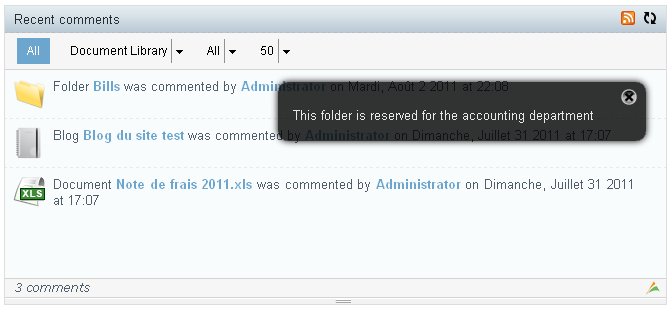 Recent comments
All Document Library All 50
Folder Bills was commented by Administrator on Mardi, Août 2 2011 at 22:08
This folder is reserved for the accounting department
Blog Blog du site test was commented by Administrator on Dimanche, Juillet 31 2011 at 17:07
Document Note de frais 2011.xls was commented by Administrator on Dimanche, Juillet 31 2011
at 17:07
XLS
3 comments